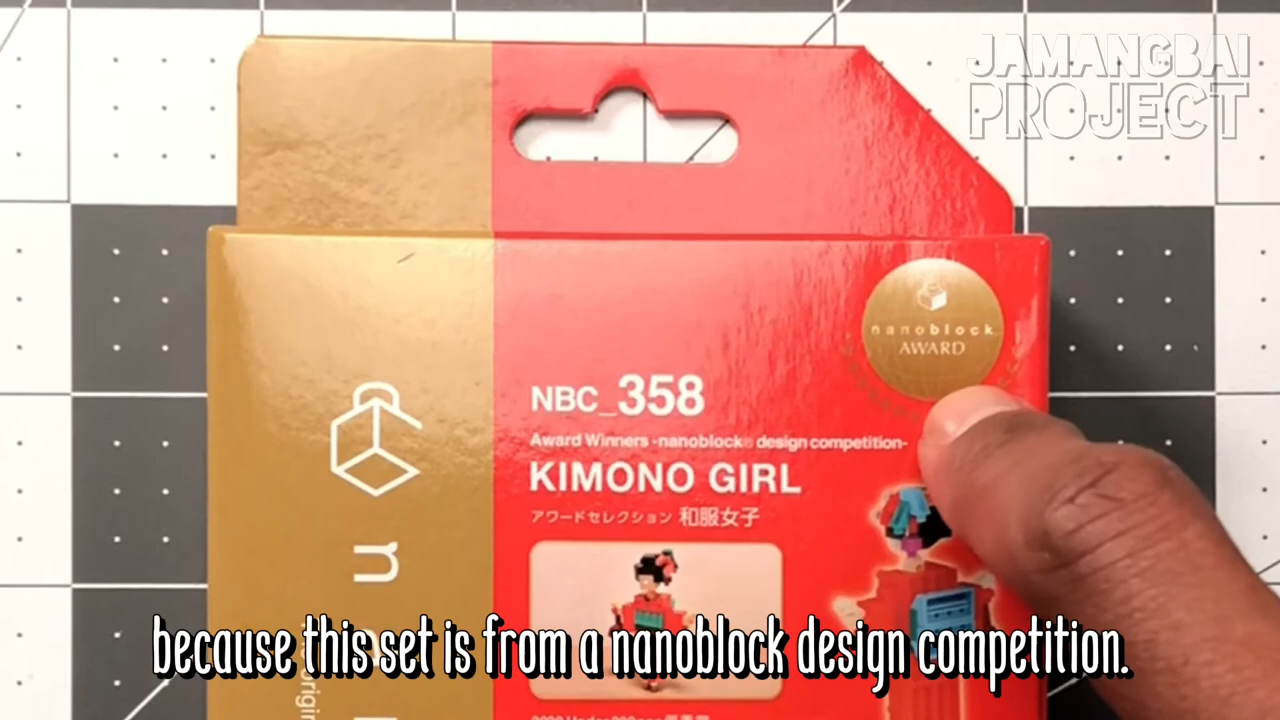 JAMANGBAI
PROJECT
nanoblock
AWARD
NBC_358
Award Winners -nanoblock® design competition-
KIMONO GIRL
アワードセレクション 和服女子
n
because this set is from a nanoblock design competition.